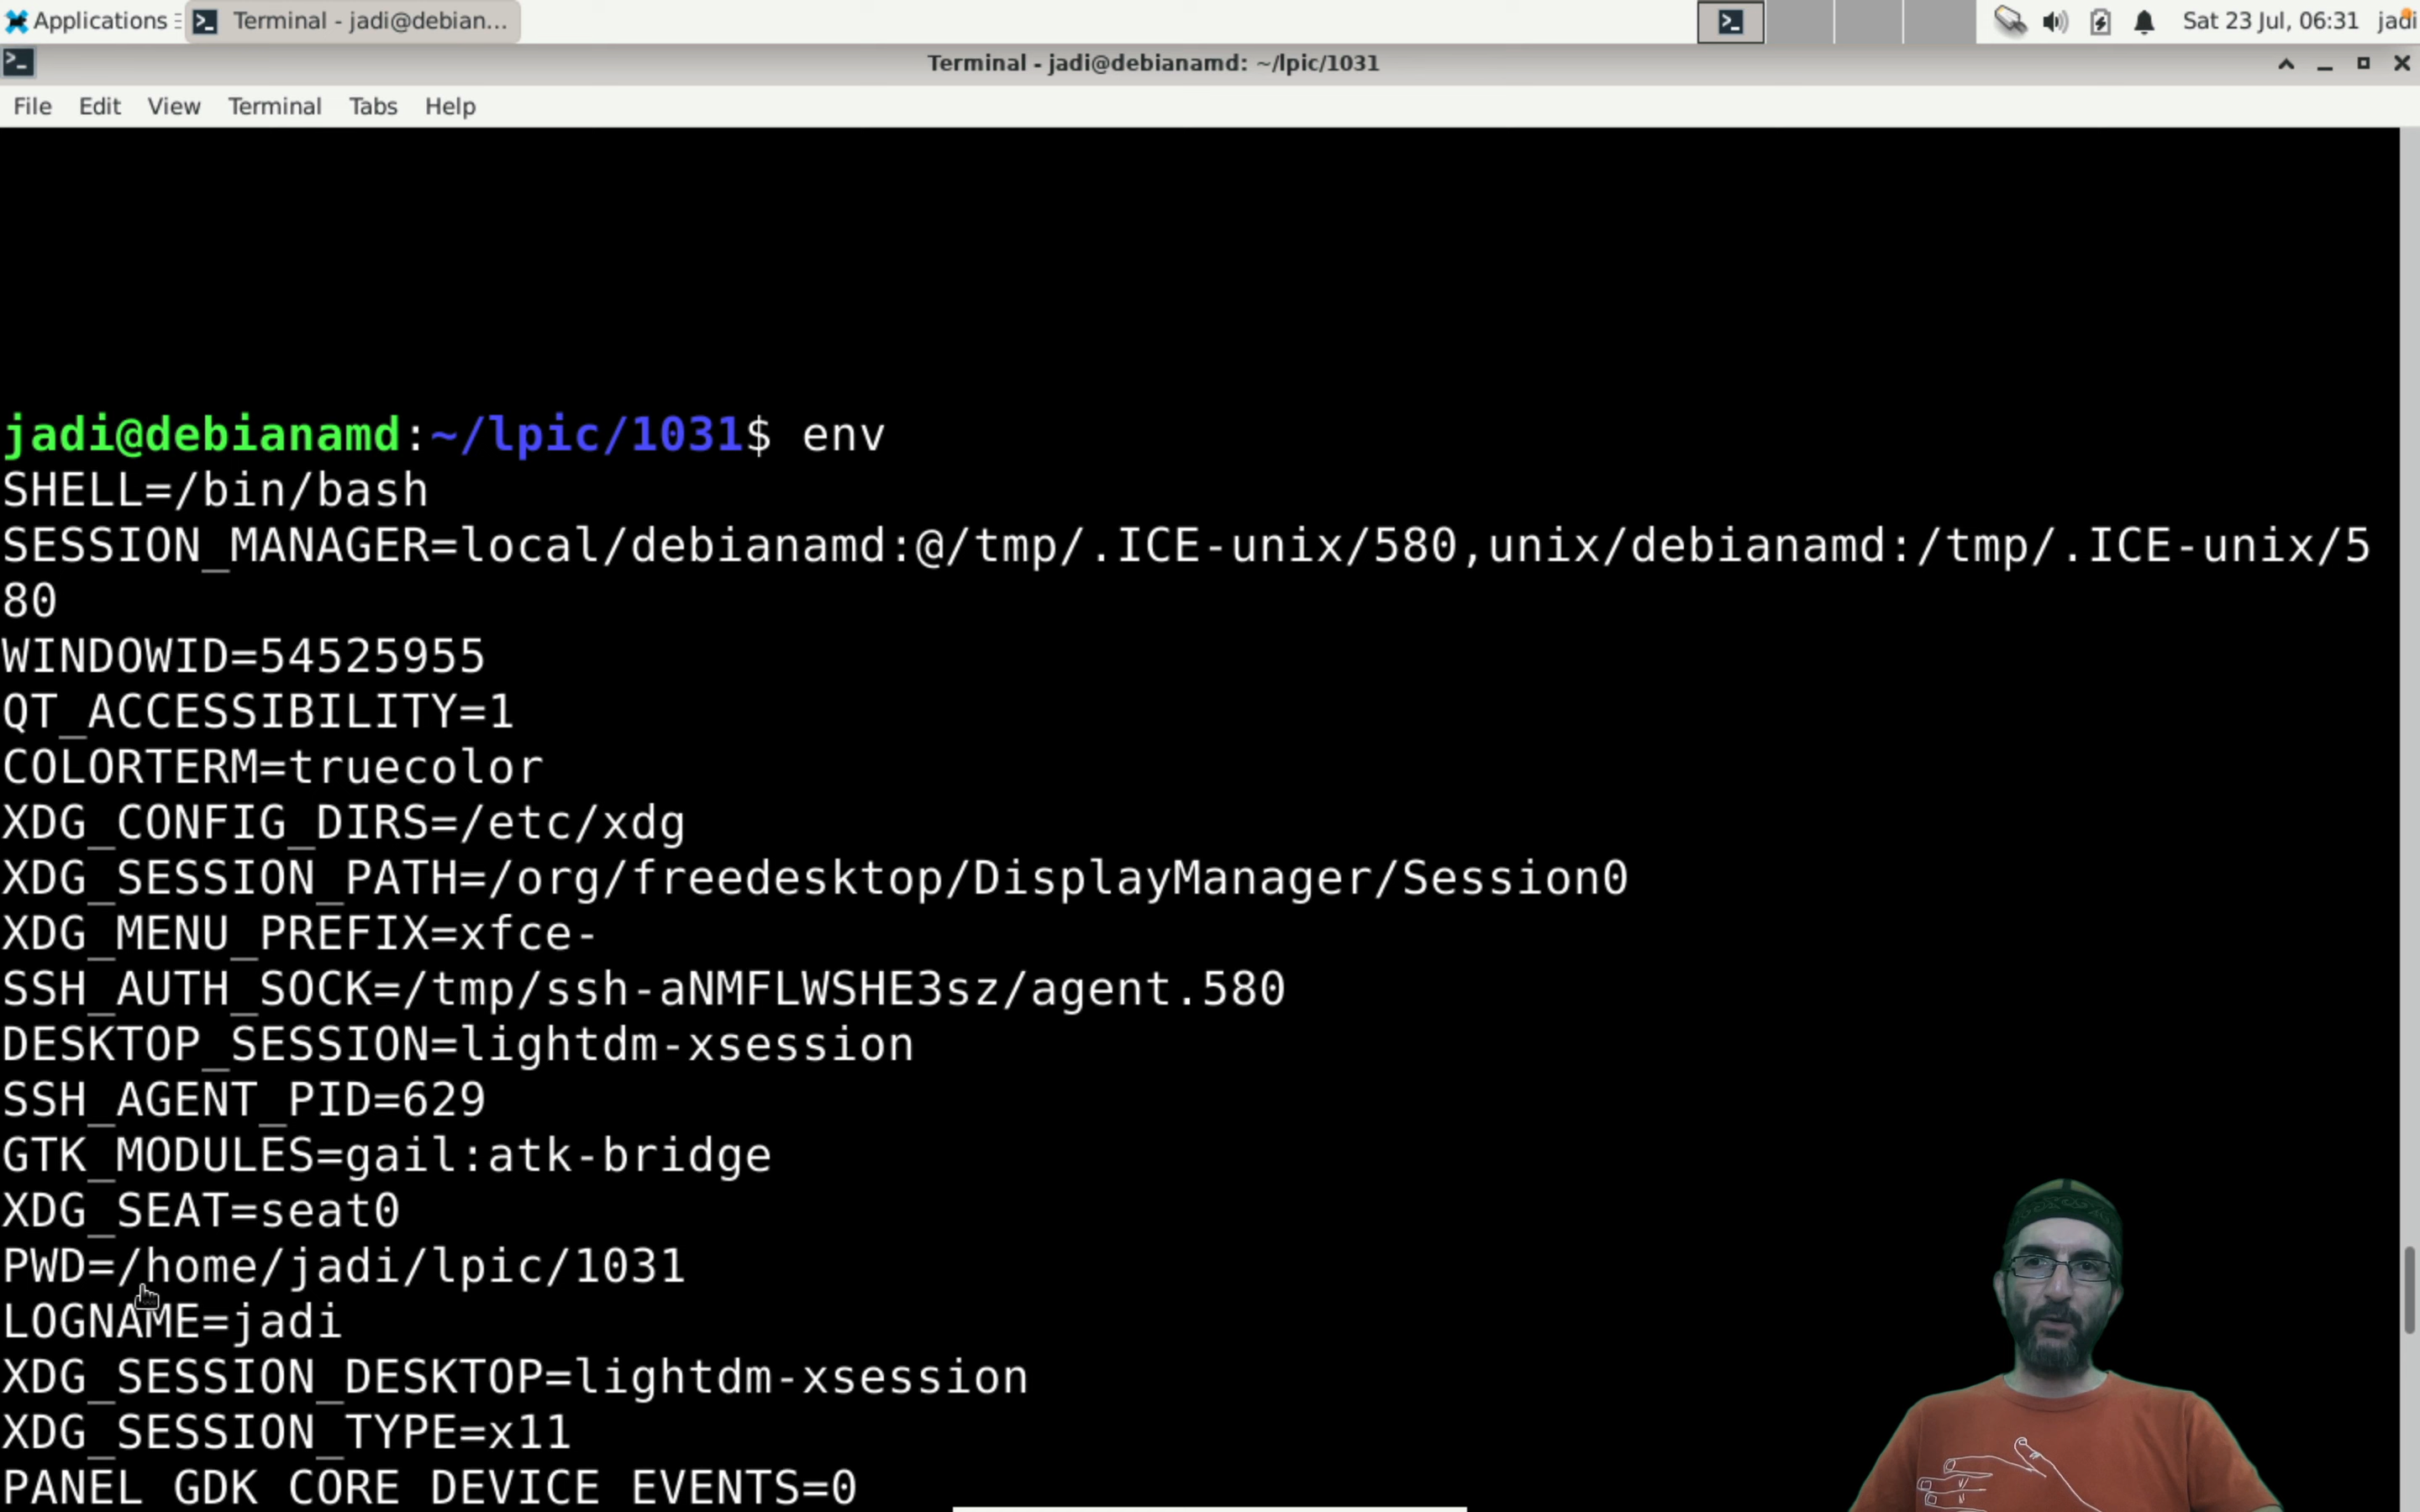 Applications
Terminal - jadi@debian...
Sat 23 Jul, 06:31
jadi
Terminal - jadi@debianamd: ~/lpic/1031
File Edit View Terminal Tabs Help
jadi@debianamd:~/lpic/1031$ env
SHELL=/bin/bash
SESSION_MANAGER=local/debianamd:@/tmp/.ICE-unix/580,unix/debianamd:/tmp/.ICE-unix/5
80
WINDOWID=54525955
QT_ACCESSIBILITY=1
COLORTERM=truecolor
XDG_CONFIG_DIRS=/etc/xdg
XDG_SESSION_PATH=/org/freedesktop/DisplayManager/Session0
XDG_MENU_PREFIX=xfce-
SSH_AUTH_SOCK=/tmp/ssh-aNMFLWSHE3sz/agent.580
DESKTOP_SESSION=lightdm-xsession
SSH_AGENT_PID=629
GTK_MODULES=gail:atk-bridge
XDG_SEAT=seat0
PWD=/home/jadi/lpic/1031
LOGNAME=jadi
XDG_SESSION_DESKTOP=lightdm-xsession
XDG_SESSION_TYPE=x11
PANEL_GDK_CORE_DEVICE_EVENTS=0